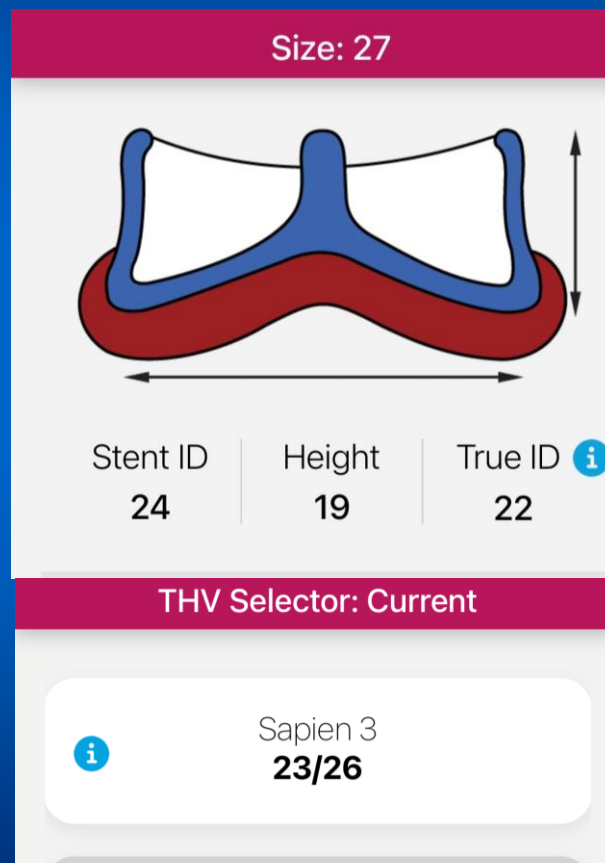 Size: 27
Stent ID
Height
True ID
i
24
19
22
THV Selector: Current
Sapien 3
i
23/26